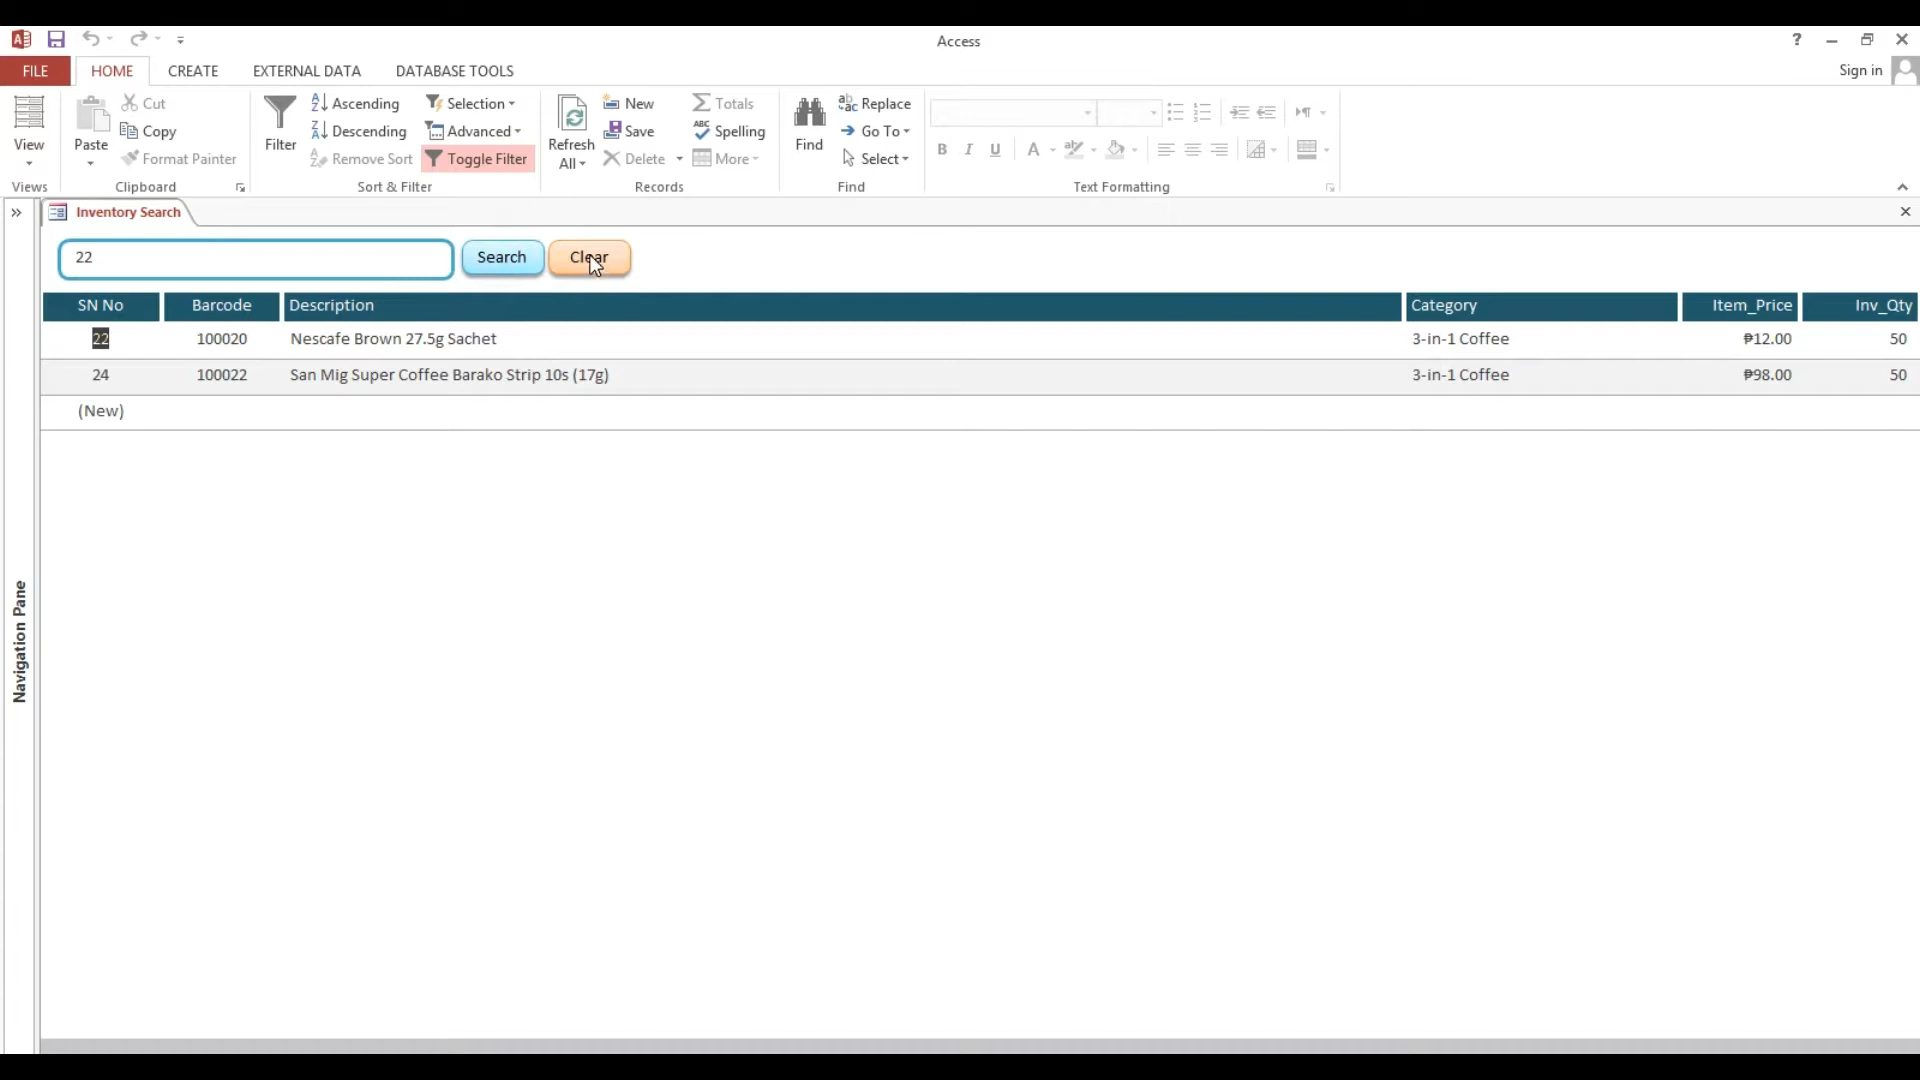 Access
?
Sign in
FILE HOME CREATE EXTERNAL DATA DATABASE TOOLS
View
Views
Paste
Cut
Copy
Format Painter
Clipboard
Filter
Ascending
Descending
Remove Sort
Selection
Advanced
Toggle Filter
Sort & Filter
Refresh
All
New
Save
Delete
Totals
Spelling
More
Records
Find
Replace
Go To
Select
Find
B I U A
Text Formatting
Inventory Search
22 Search Clear
SN No Barcode Description Category Item_Price Inv_Qty
22 100020 Nescafe Brown 27.5g Sachet 3-in-1 Coffee ₱12.00 50
24 100022 San Mig Super Coffee Barako Strip 10s (17g) 3-in-1 Coffee ₱98.00 50
(New)
Navigation Pane